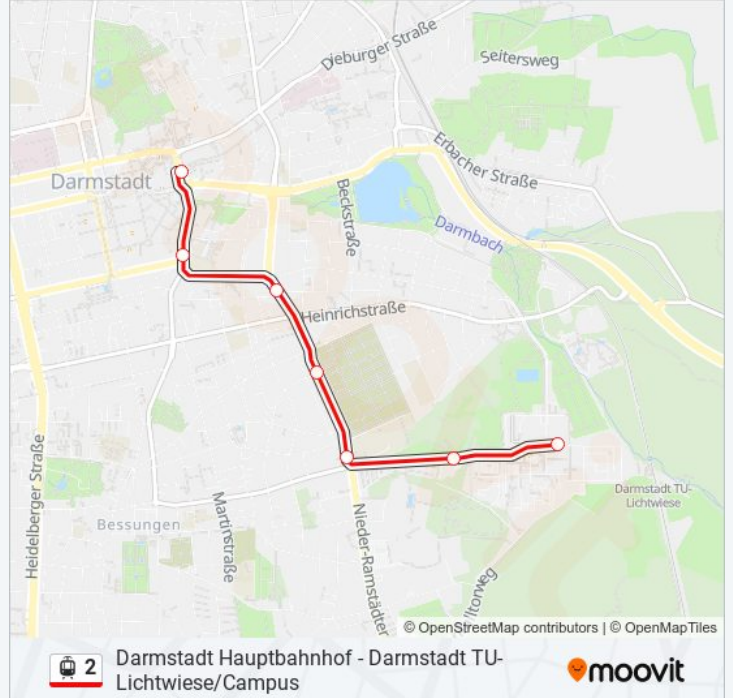 Dieburger Straße
Seitersweg
Erbacher Straße
Darmstadt
Beckstraße
Darmbach
Heinrichstraße
Heidelberger Straße
Darmstadt TU-
Lichtwiese
Bessungen
Martinstraße
Nieder-Ramstädter
© OpenStreetMap contributors | © OpenMapTiles
2
Darmstadt Hauptbahnhof - Darmstadt TU-
Lichtwiese/Campus
moovit